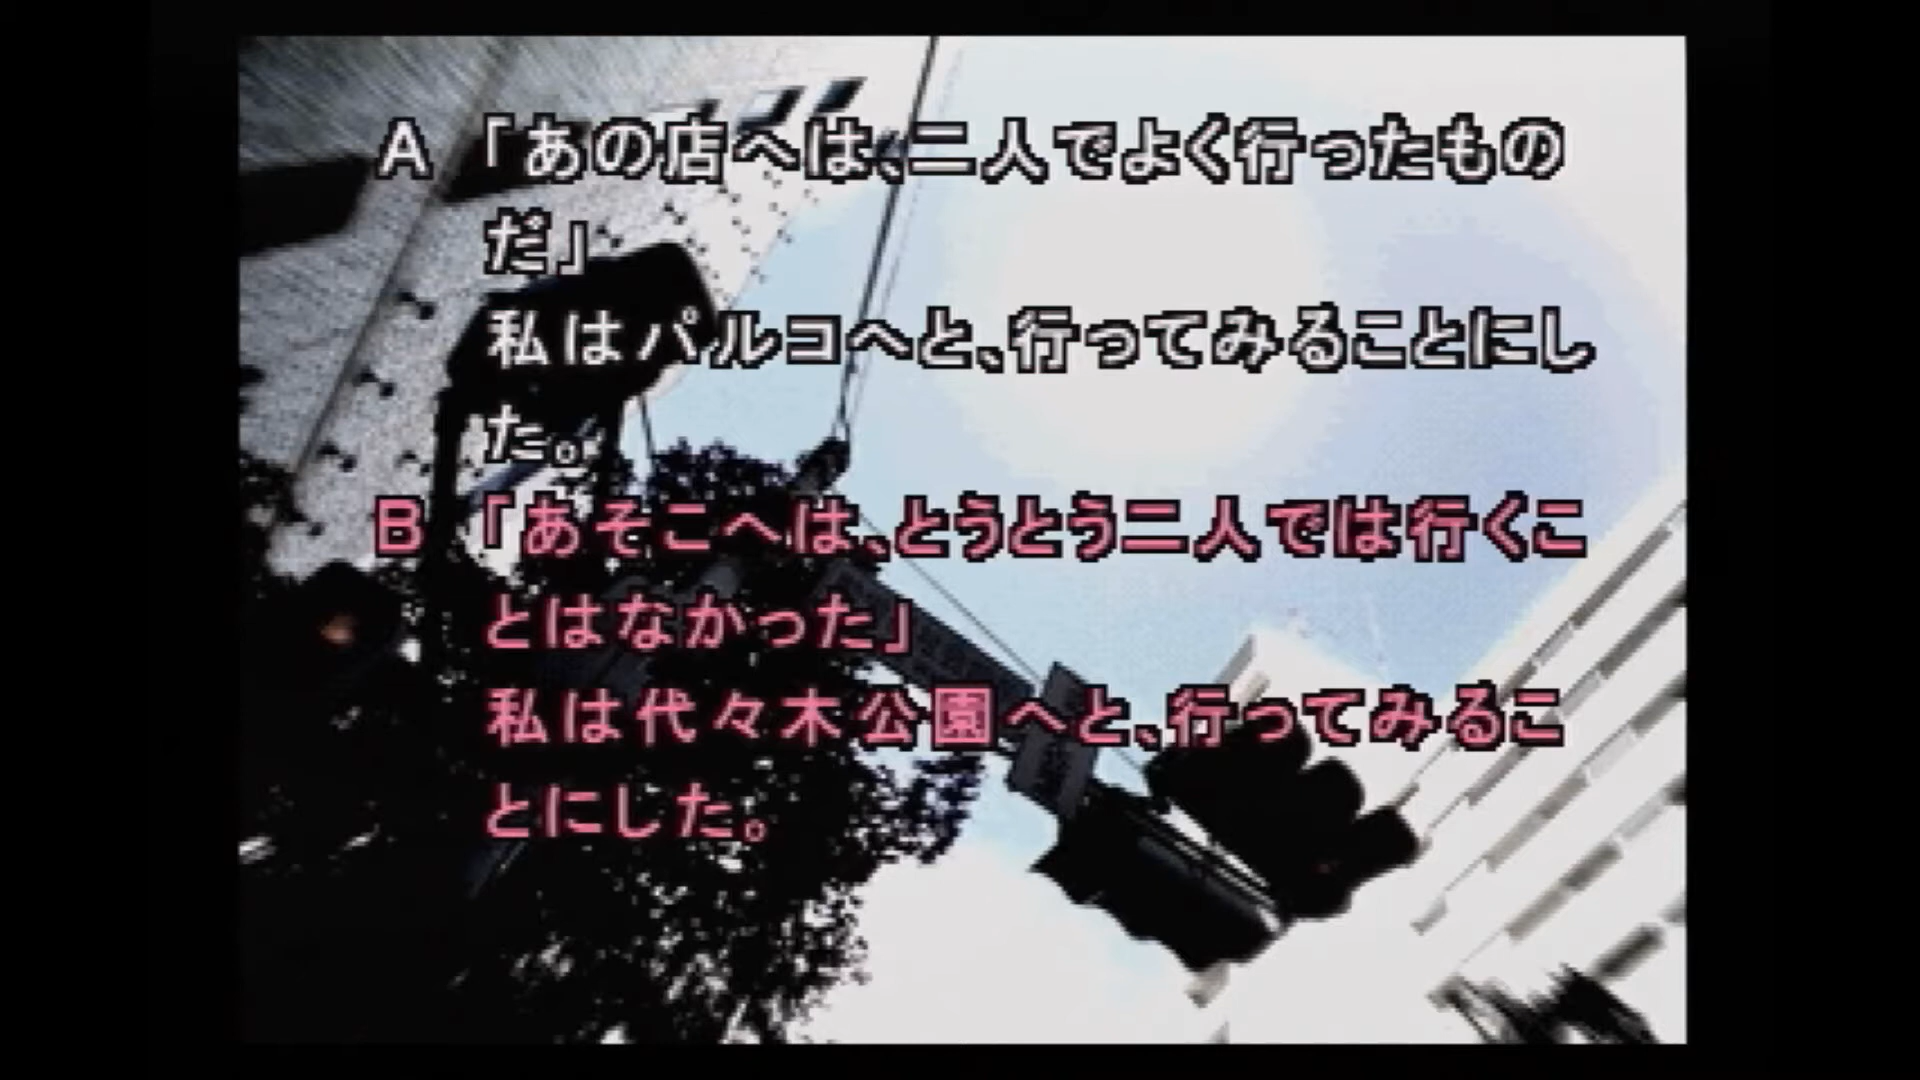 A「あの店へは、二人でよく行ったもの
だ」
私はパルコへと、行ってみることにし
た。
B「あそこへは、とうとう二人では行くこ
とはなかった」
私は代々木公園へと、行ってみるこ
とにした。